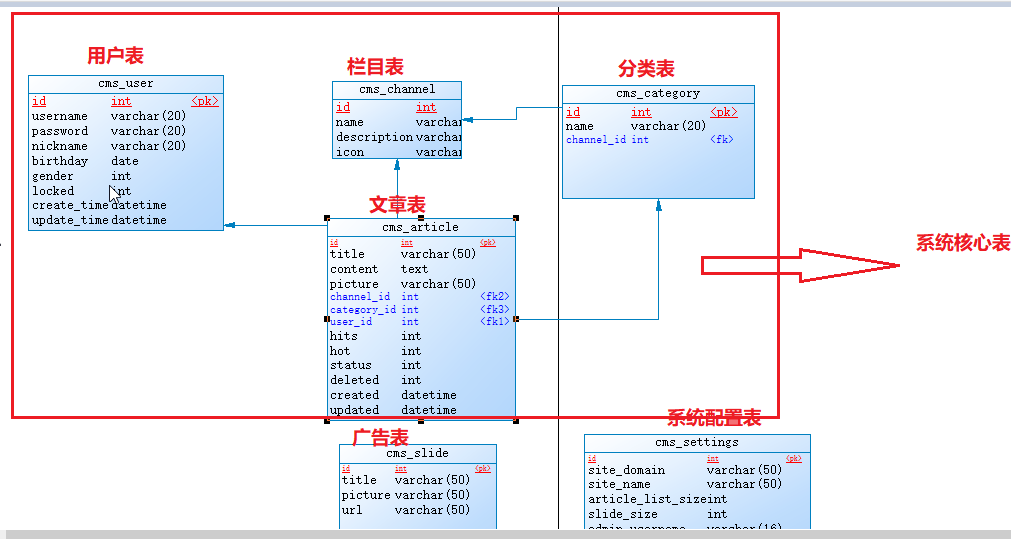 用户表
cms_user
id int <pk>
username varchar(20)
password varchar(20)
nickname varchar(20)
birthday date
gender int
locked int
create_time datetime
update_time datetime
栏目表
cms_channel
id int
name varchar
description varchar
icon varchar
分类表
cms_category
id int <pk>
name varchar(20)
channel_id int <fk>
文章表
cms_article
id int <pk>
title varchar(50)
content text
picture varchar(50)
channel_id int <fk2>
category_id int <fk3>
user_id int <fk1>
hits int
hot int
status int
deleted int
created datetime
updated datetime
系统核心表
广告表
cms_slide
id int <pk>
title varchar(50)
picture varchar(50)
url varchar(50)
系统配置表
cms_settings
id int <pk>
site_domain varchar(50)
site_name varchar(50)
article_list_size int
slide_size int
admin_username varchar(16)